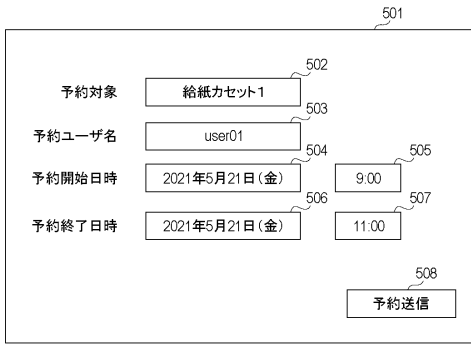 501
502
予約対象 給紙カセット1
503
予約ユーザ名 user01
504 505
予約開始日時 2021年5月21日(金) 9:00
506 507
予約終了日時 2021年5月21日(金) 11:00
508
予約送信